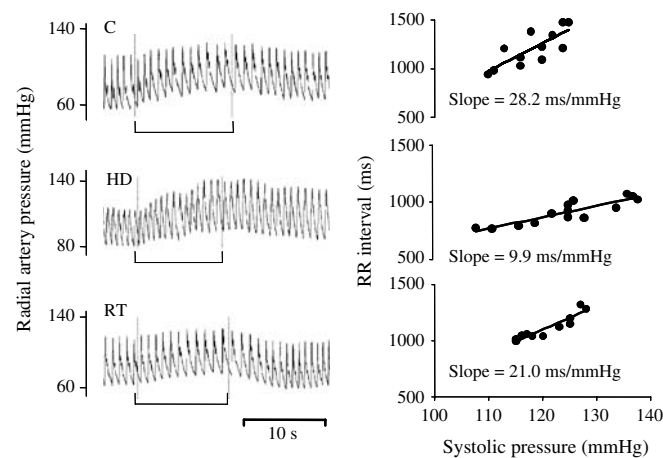 Radial artery pressure (mmHg)
C
140
60
HD
140
80
RT
140
60
10 s
RR interval (ms)
1500
1000
500
Slope = 28.2 ms/mmHg
1500
1000
500
Slope = 9.9 ms/mmHg
1500
1000
500
Slope = 21.0 ms/mmHg
100 110 120 130 140
Systolic pressure (mmHg)